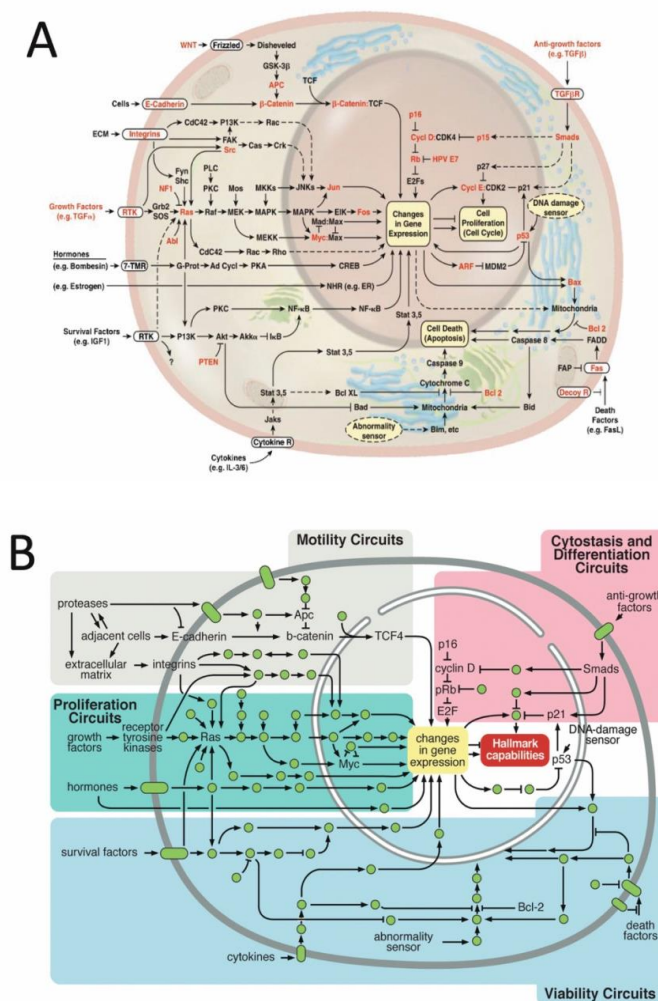 A
WNT
Frizzled
Disheveled
GSK-3β
APC
TCF
Cells
E-Cadherin
β-Catenin
β-Catenin:TCF
ECM
Integrins
CdC42
P13K
Rac
FAK
Src
Cas
Crk
Fyn
Shc
NF1
PLC
PKC
Mos
MKKs
JNKs
Jun
Growth Factors
(e.g. TGFα)
RTK
Grb2
SOS
Ras
Raf
MEK
MAPK
MAPK
ElK
Fos
Mad:Max
Myc:Max
MEKK
Abl
CdC42
Rac
Rho
Hormones
(e.g. Bombesin)
7-TMR
G-Prot
Ad Cycl
PKA
CREB
(e.g. Estrogen)
NHR (e.g. ER)
PKC
NF-κB
NF-κB
Survival Factors
(e.g. IGF1)
RTK
P13K
Akt
Akkα
IκB
?
PTEN
Stat 3,5
Stat 3,5
Stat 3,5
Bcl XL
Jaks
Cytokine R
Cytokines
(e.g. IL-3/6)
Anti-growth factors
(e.g. TGFβ)
TGFβR
Smads
p16
Cycl D:CDK4
p15
Rb
HPV E7
E2Fs
p27
Cycl E:CDK2
p21
DNA damage
sensor
Changes
in Gene
Expression
Cell
Proliferation
(Cell Cycle)
p53
ARF
MDM2
Bax
Mitochondria
Bcl 2
Cell Death
(Apoptosis)
Caspase 8
FADD
Caspase 9
FAP
Fas
Cytochrome C
Bcl 2
Decoy R
Bad
Mitochondria
Bid
Death
Factors
(e.g. FasL)
Abnormality
sensor
Bim, etc
B
Motility Circuits
Cytostasis and
Differentiation
Circuits
anti-growth
factors
proteases
Apc
adjacent cells
E-cadherin
b-catenin
TCF4
extracellular
matrix
integrins
p16
cyclin D
Smads
pRb
E2F
p21
DNA-damage
sensor
Proliferation
Circuits
growth
factors
receptor
tyrosine
kinases
Ras
Myc
changes
in gene
expression
Hallmark
capabilities
p53
hormones
survival factors
Bcl-2
abnormality
sensor
cytokines
death
factors
Viability Circuits